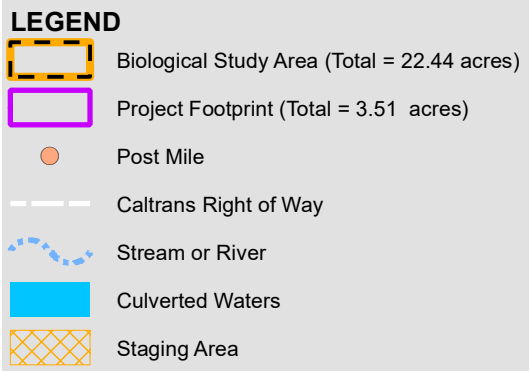 LEGEND
Biological Study Area (Total = 22.44 acres)
Project Footprint (Total = 3.51  acres)
Post Mile
Caltrans Right of Way
Stream or River
Culverted Waters
Staging Area